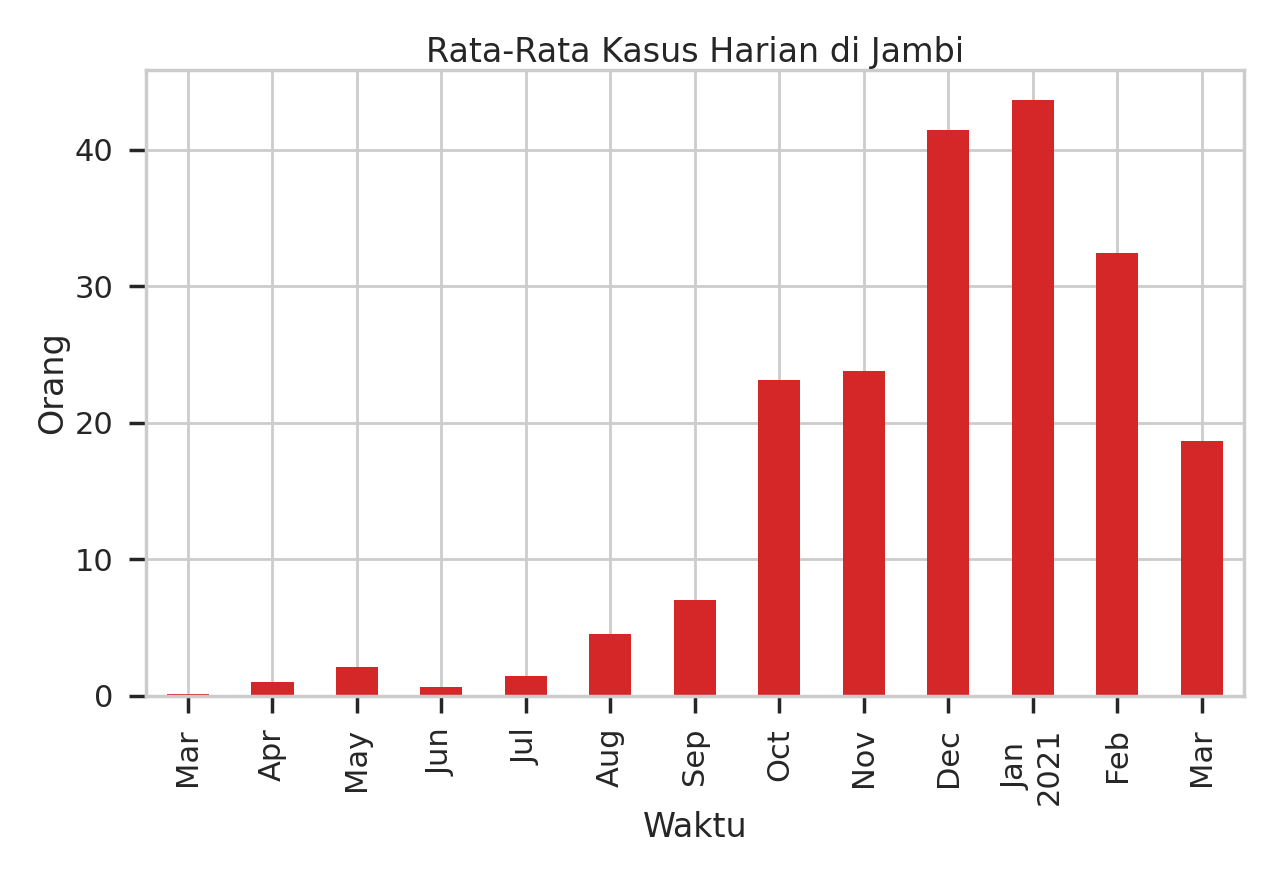 Rata-Rata Kasus Harian di Jambi
40
30
20
10
0
Orang
Mar
Apr
May
Jun
Jul
Aug
Sep
Oct
Nov
Dec
Jan
2021
Feb
Mar
Waktu